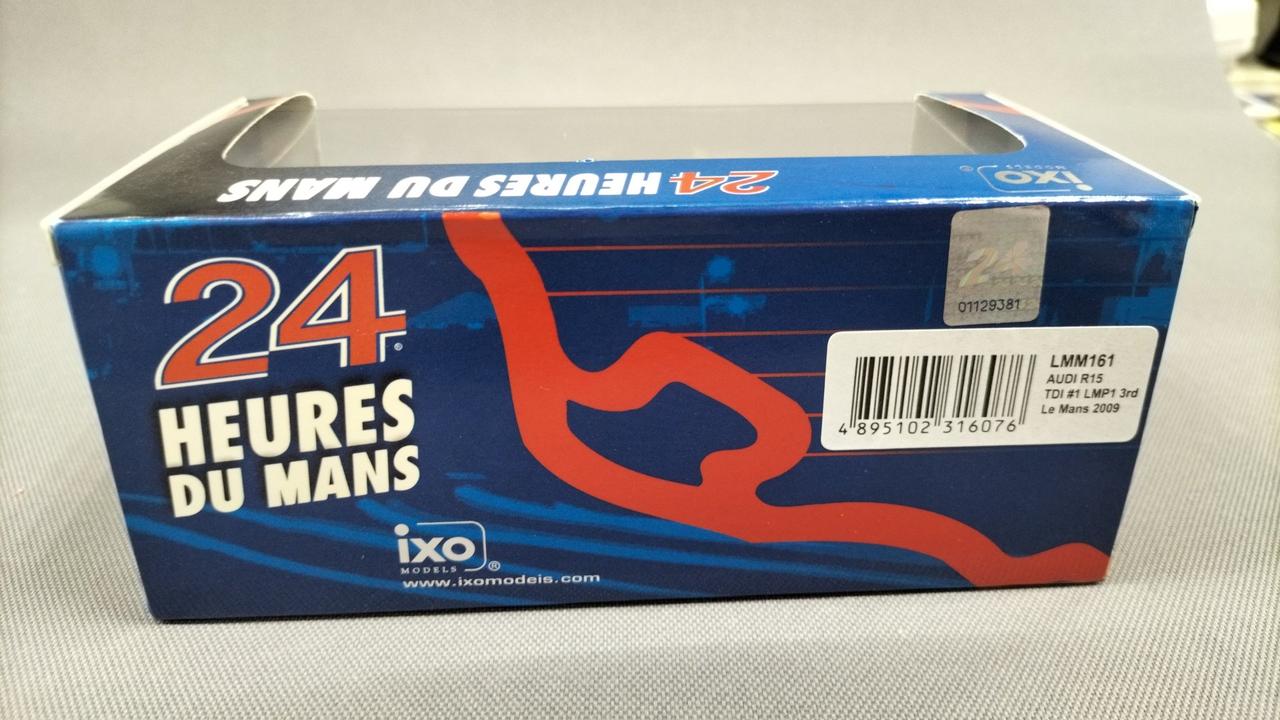 24 HEURES DU MANS
ixo
MODELS
®
24
01129381
24®
HEURES
DU MANS
LMM161
AUDI R15
TDI #1 LMP1 3rd
Le Mans 2009
4 895102 316076
ixo
MODELS ®
www.ixomodels.com